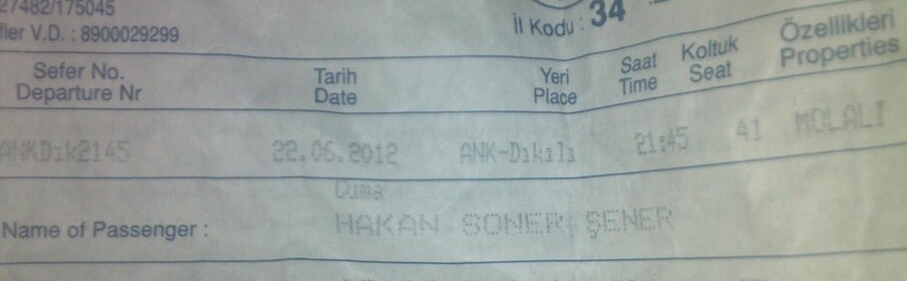 27482/175045
İl Kodu : 34
V.D. : 8900029299
Sefer No. Tarih Yeri Saat Koltuk Özellikleri
Departure Nr Date Place Time Seat Properties
ANKDık2145 22.06.2012 ANK-Dıkılı 21:45 41 MOLALI
Cuma
Name of Passenger : HAKAN SONER ŞENER